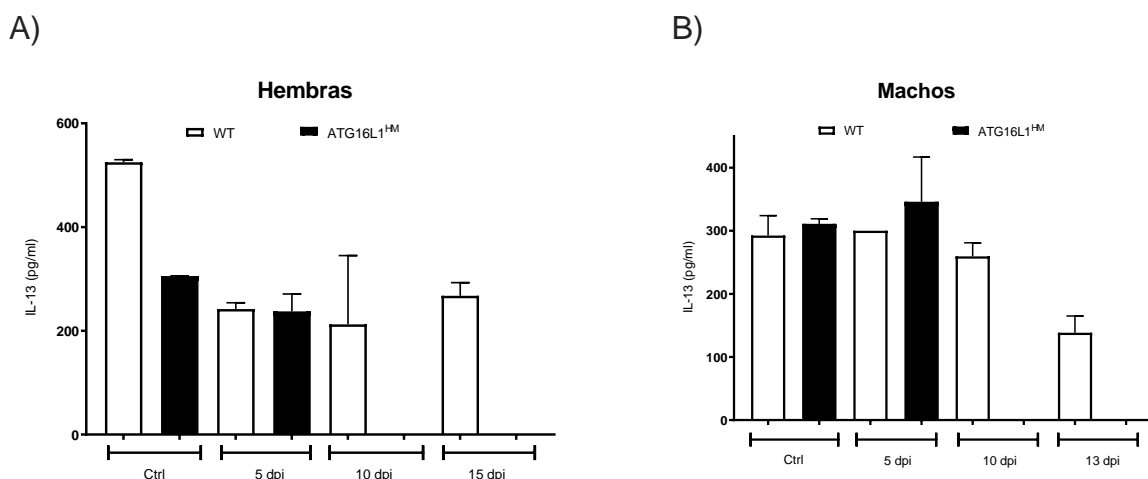 A)
Hembras
WT
ATG16L1HM
600
400
200
0
IL-13 (pg/ml)
Ctrl
5 dpi
10 dpi
15 dpi
B)
Machos
WT
ATG16L1HM
400
300
200
100
0
IL-13 (pg/ml)
Ctrl
5 dpi
10 dpi
13 dpi